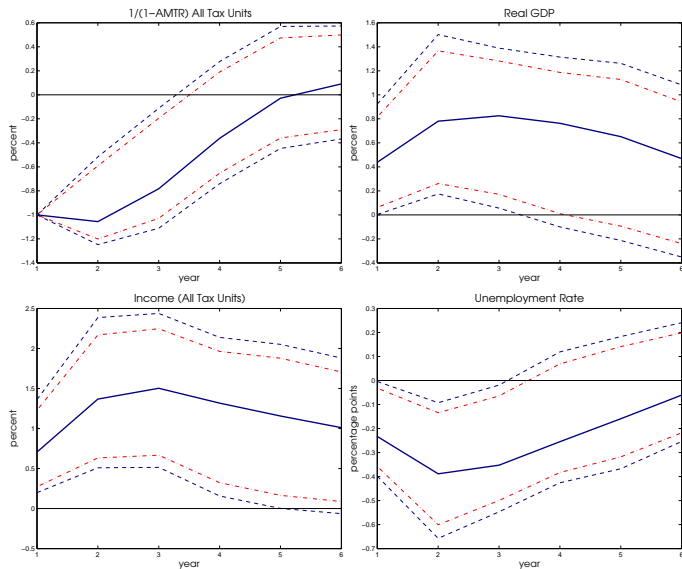 1/(1−AMTR) All Tax Units
0.6
0.4
0.2
0
−0.2
−0.4
−0.6
−0.8
−1
−1.2
−1.4
percent
1 2 3 4 5 6
year
Real GDP
1.6
1.4
1.2
1
0.8
0.6
0.4
0.2
0
−0.2
−0.4
percent
1 2 3 4 5 6
year
Income (All Tax Units)
2.5
2
1.5
1
0.5
0
−0.5
percent
1 2 3 4 5 6
year
Unemployment Rate
0.3
0.2
0.1
0
−0.1
−0.2
−0.3
−0.4
−0.5
−0.6
−0.7
percentage points
1 2 3 4 5 6
year